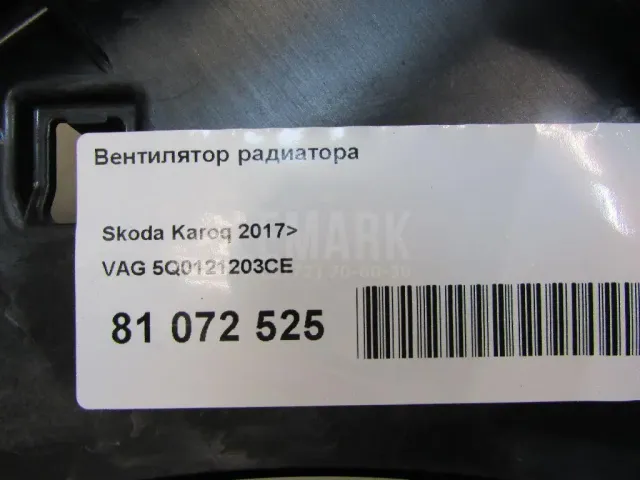 Вентилятор радиатора
Skoda Karoq 2017>
VAG 5Q0121203CE
81 072 525